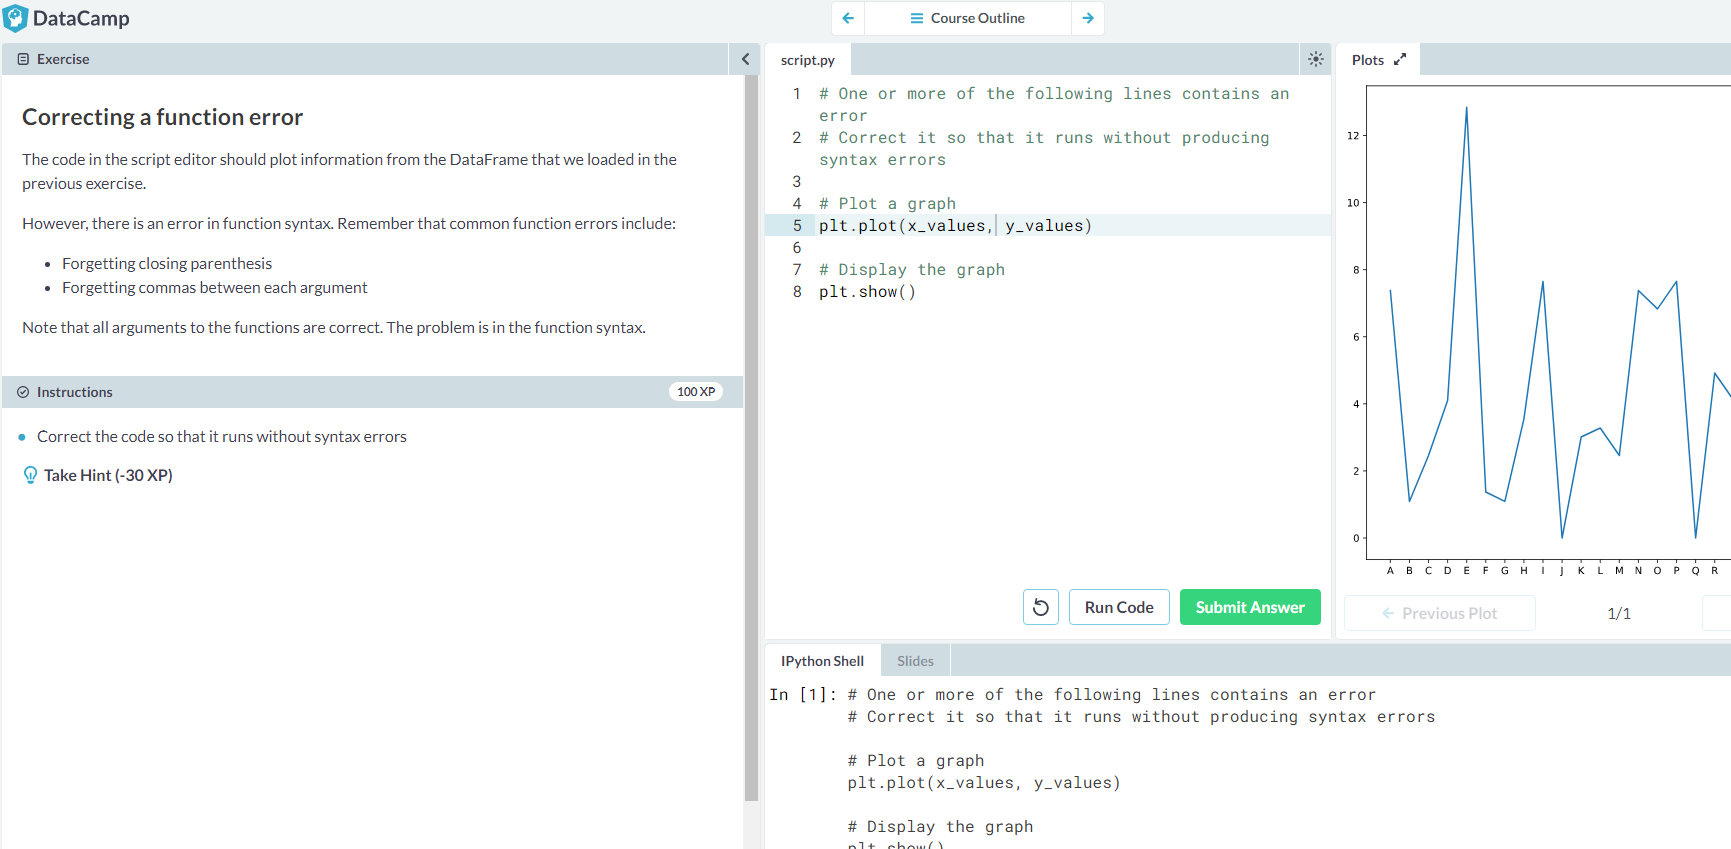 DataCamp
Course Outline
Exercise
Correcting a function error
The code in the script editor should plot information from the DataFrame that we loaded in the
previous exercise.
However, there is an error in function syntax. Remember that common function errors include:
Forgetting closing parenthesis
Forgetting commas between each argument
Note that all arguments to the functions are correct. The problem is in the function syntax.
Instructions
100 XP
Correct the code so that it runs without syntax errors
Take Hint (-30 XP)
script.py
1 # One or more of the following lines contains an
error
2 # Correct it so that it runs without producing
syntax errors
3
4 # Plot a graph
5 plt.plot(x_values, y_values)
6
7 # Display the graph
8 plt.show()
Run Code
Submit Answer
Plots
12
10
8
6
4
2
0
A B C D E F G H I J K L M N O P Q R
Previous Plot
1/1
IPython Shell
Slides
In [1]: # One or more of the following lines contains an error
# Correct it so that it runs without producing syntax errors
# Plot a graph
plt.plot(x_values, y_values)
# Display the graph
plt.show()